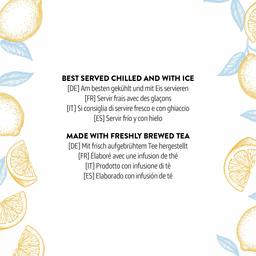 BEST SERVED CHILLED AND WITH ICE
[DE] Am besten gekühlt und mit Eis servieren
[FR] Servir frais avec des glaçons
[IT] Si consiglia di servire fresco e con ghiaccio
[ES] Servir frío y con hielo
MADE WITH FRESHLY BREWED TEA
[DE] Mit frisch aufgebrühtem Tee hergestellt
[FR] Élaboré avec une infusion de thé
[IT] Prodotto con infusione di tè
[ES] Elaborado con infusión de té